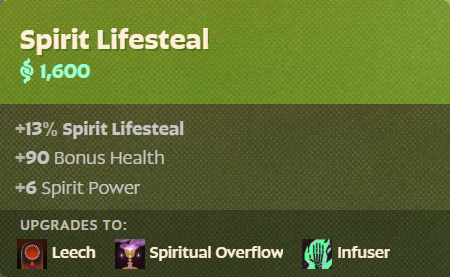 Spirit Lifesteal
1,600
+13% Spirit Lifesteal
+90 Bonus Health
+6 Spirit Power
UPGRADES TO:
Leech Spiritual Overflow Infuser